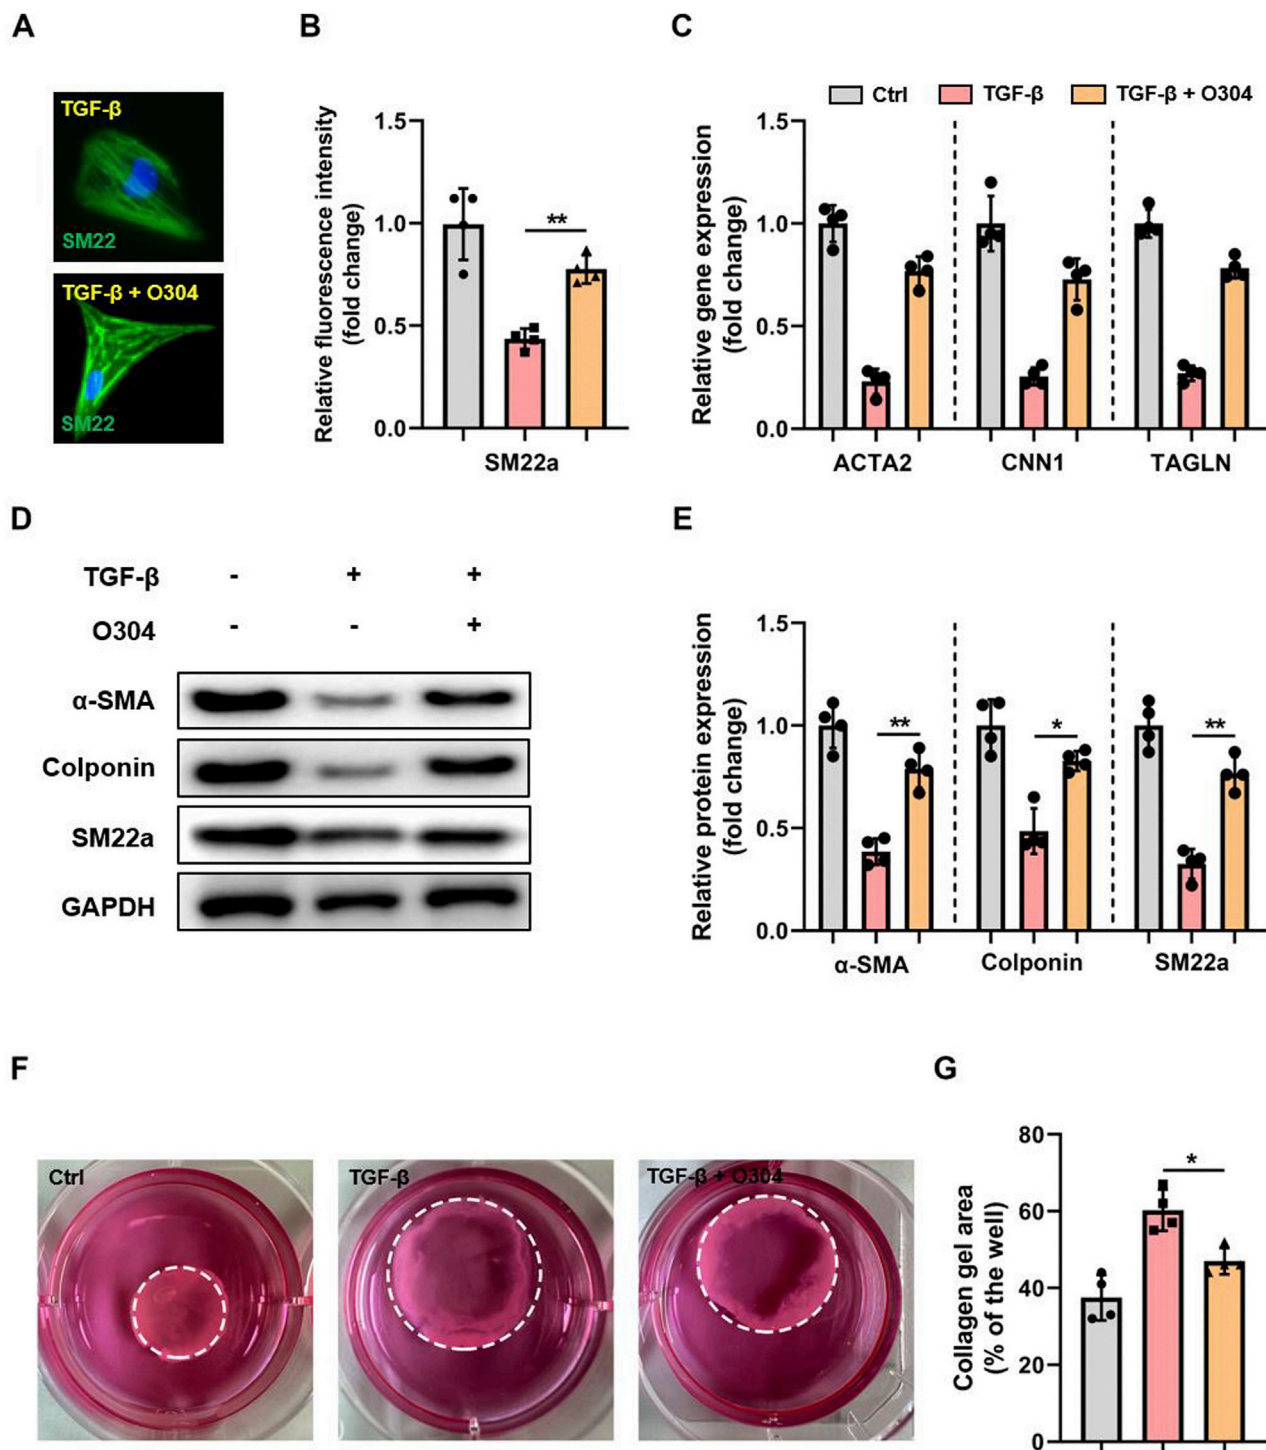 A
TGF-β
SM22
TGF-β + O304
SM22
B
Relative fluorescence intensity
(fold change)
1.5
1.0
0.5
0.0
**
SM22a
C
Ctrl
TGF-β
TGF-β + O304
Relative gene expression
(fold change)
1.5
1.0
0.5
0.0
ACTA2
CNN1
TAGLN
D
TGF-β - + +
O304 - - +
α-SMA
Colponin
SM22a
GAPDH
E
Relative protein expression
(fold change)
1.5
1.0
0.5
0.0
**
*
**
α-SMA
Colponin
SM22a
F
Ctrl
TGF-β
TGF-β + O304
G
Collagen gel area
(% of the well)
80
60
40
20
0
*